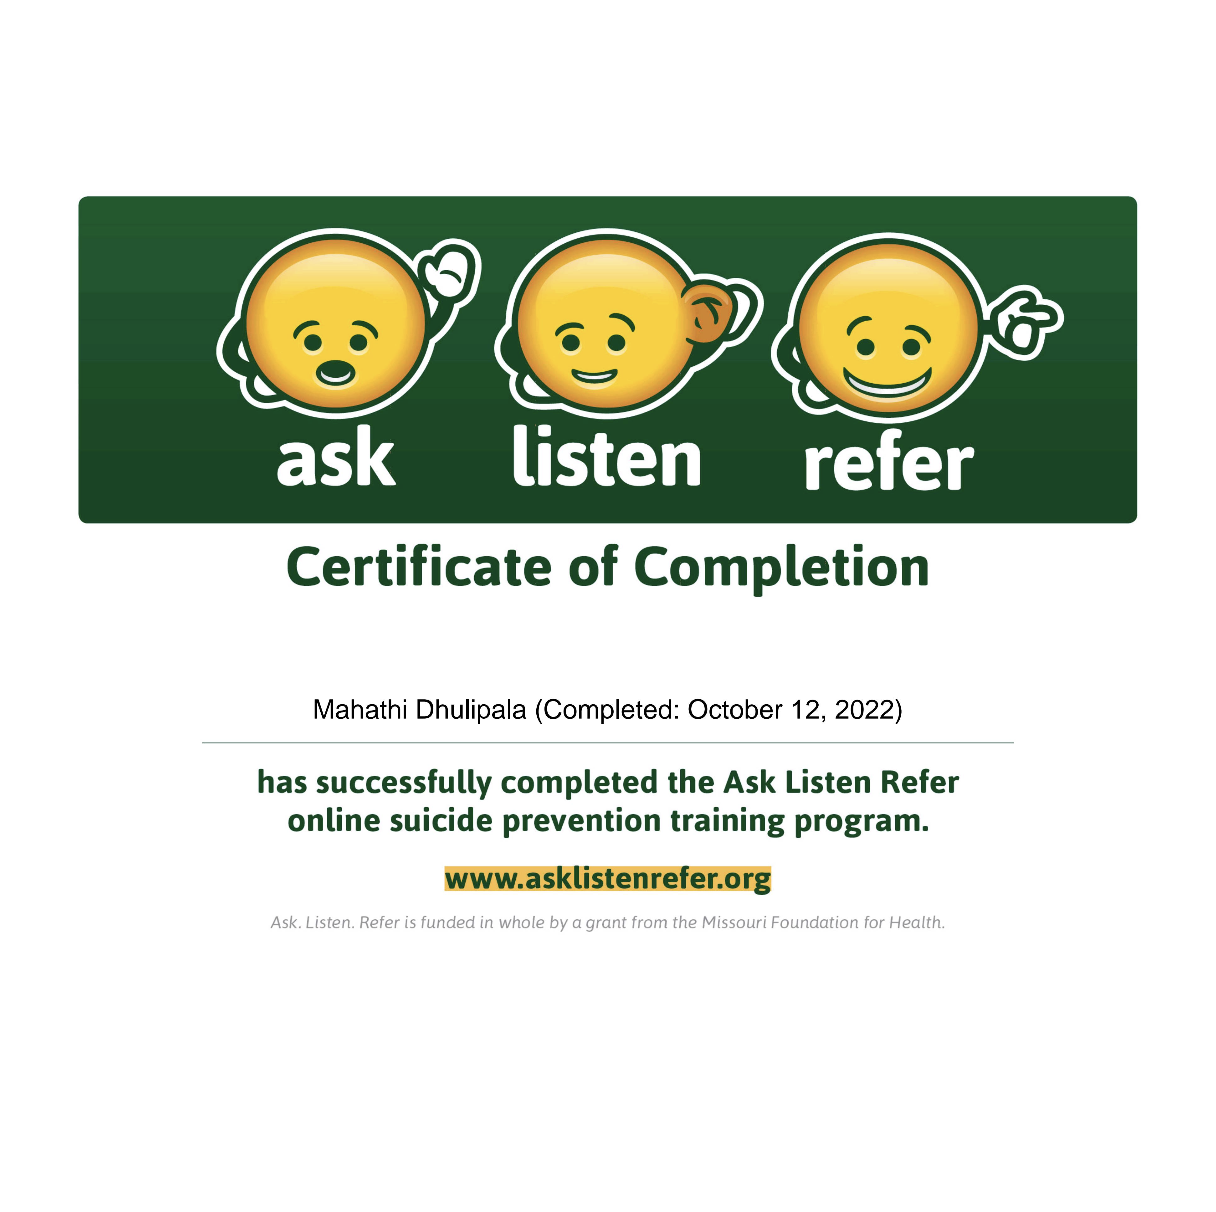 ask listen refer
Certificate of Completion
Mahathi Dhulipala (Completed: October 12, 2022)
has successfully completed the Ask Listen Refer
online suicide prevention training program.
www.asklistenrefer.org
Ask. Listen. Refer is funded in whole by a grant from the Missouri Foundation for Health.